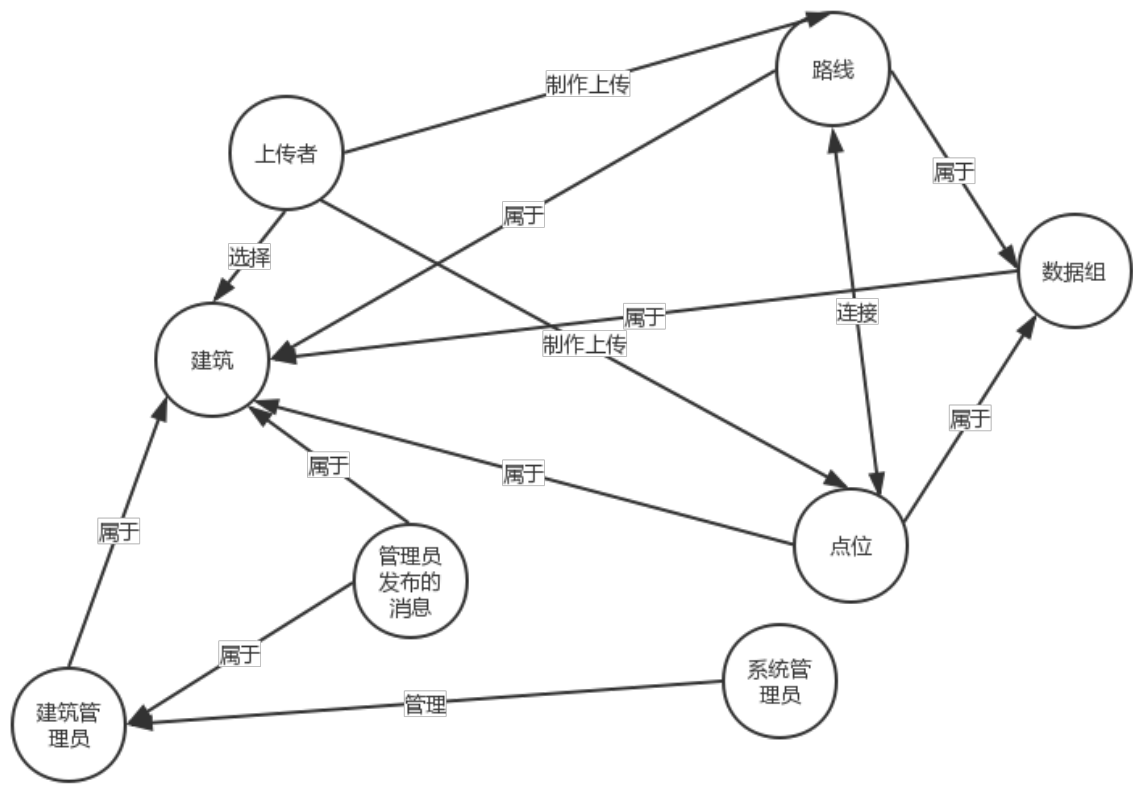 路线
制作上传
上传者
属于
属于
选择
数据组
属于
连接
制作上传
建筑
属于
属于
属于
属于
点位
管理员
发布的
消息
属于
系统管
理员
管理
建筑管
理员